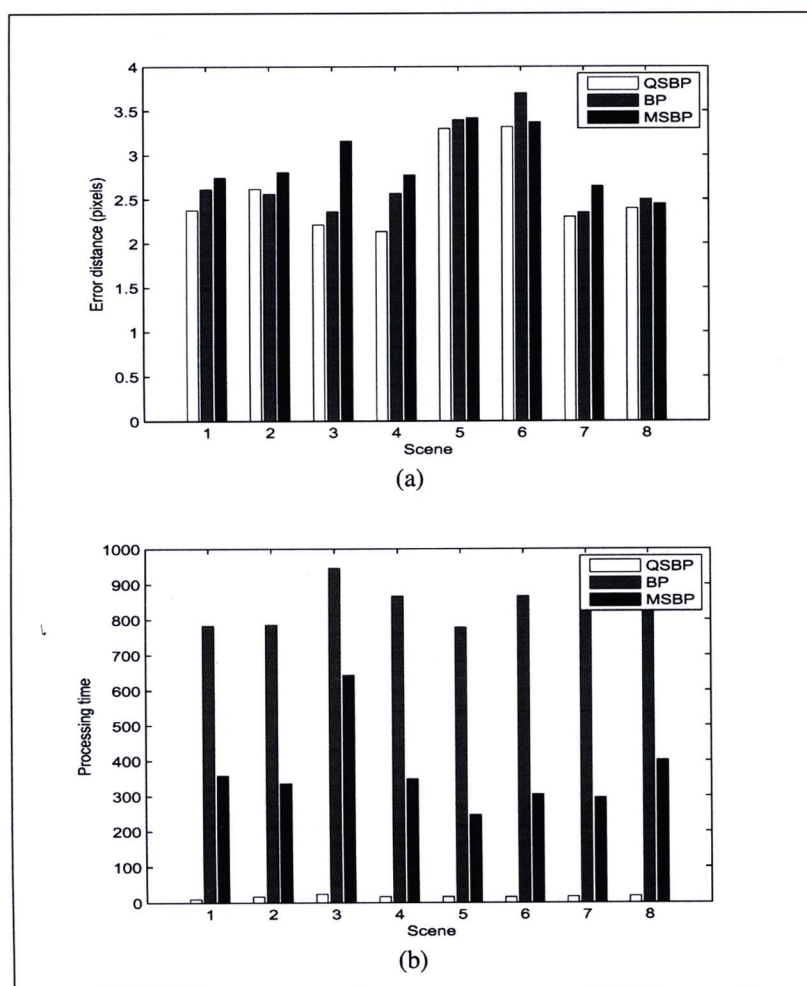 4
3.5
3
2.5
2
1.5
1
0.5
0
Error distance (pixels)
QSBP
BP
MSBP
1 2 3 4 5 6 7 8
Scene
(a)
1000
900
800
700
600
500
400
300
200
100
0
Processing time
QSBP
BP
MSBP
1 2 3 4 5 6 7 8
Scene
(b)